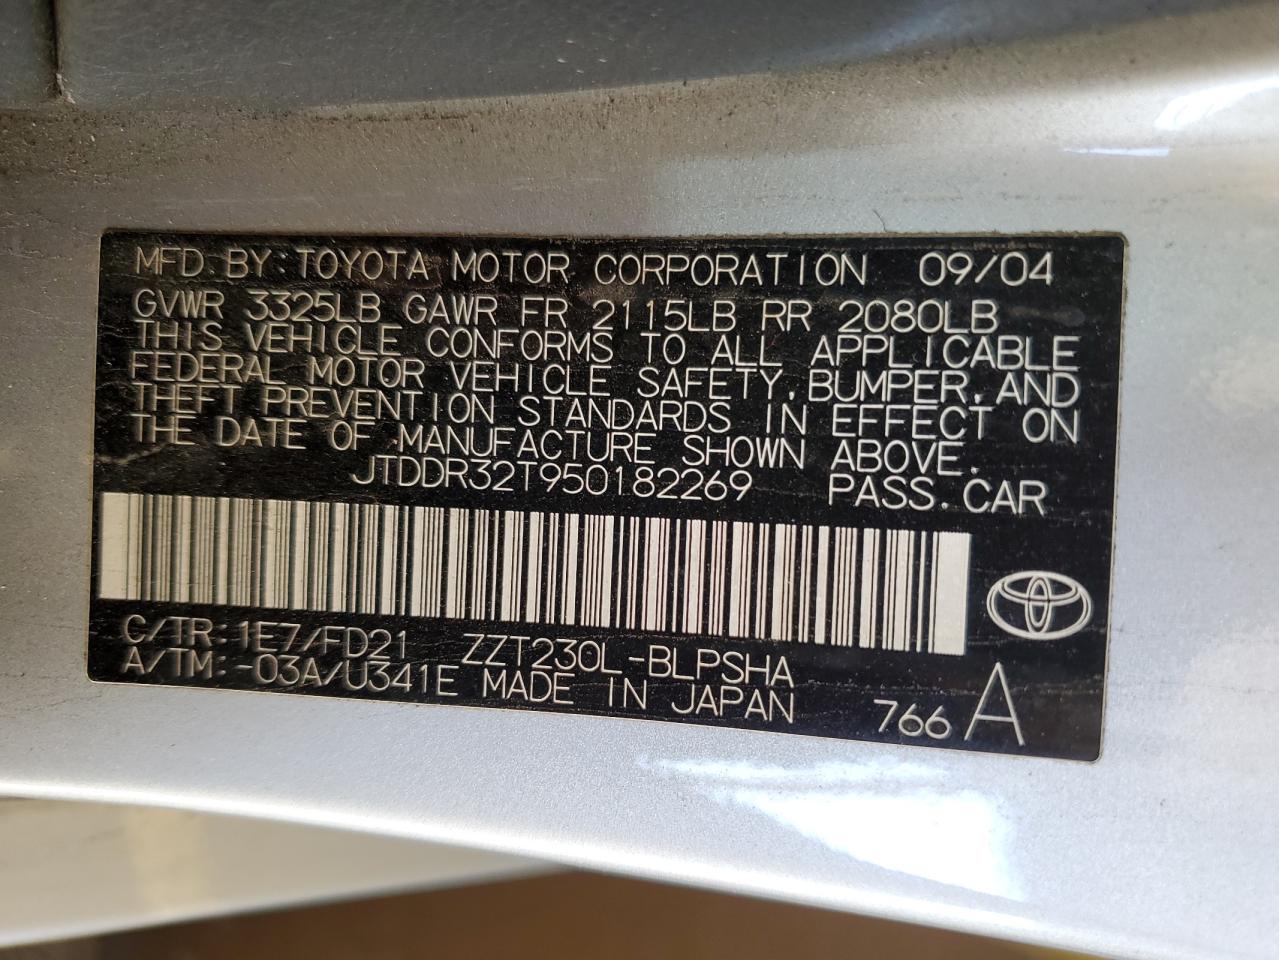 MFD. BY: TOYOTA MOTOR CORPORATION 09/04
GVWR 3325LB GAWR FR 2115LB RR 2080LB
THIS VEHICLE CONFORMS TO ALL APPLICABLE
FEDERAL MOTOR VEHICLE SAFETY, BUMPER, AND
THEFT PREVENTION STANDARDS IN EFFECT ON
THE DATE OF MANUFACTURE SHOWN ABOVE.
JTDDR32T950182269 PASS. CAR
C/TR: 1E7/FD21 ZZT230L-BLPSHA
A/TM: -03A/U341E MADE IN JAPAN
766 A